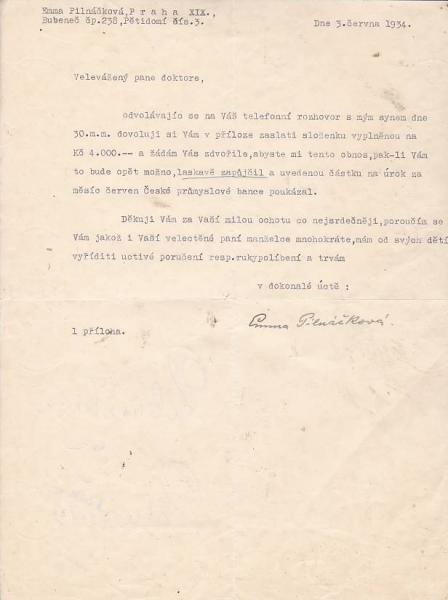 Emma Pilnáčková, P r a h a XIX.,
Bubeneč čp.238, Pětidomí čís.3.
Dne 3.června 1934.
Velevážený pane doktore,
odvolávajíc se na Váš telefonní rozhovor s mým synem dne
30.m.m. dovoluji si Vám v příloze zaslati složenku vyplněnou na
Kč 4.000.-- a žádám Vás zdvořile, abyste mi tento obnos, pak-li Vám
to bude opět možno, laskavě zapůjčil a uvedenou částku na úrok za
měsíc červen České průmyslové bance poukázal.
Děkuji Vám za Vaší milou ochotu co nejsrdečněji, poroučím se
Vám jakož i Vaší velectěné paní manželce mnohokráte, mám od svých dětí
vyříditi uctivé poručení resp. rukypolíbení a trvám
v dokonalé úctě :
Emma Pilnáčková.
1 příloha.